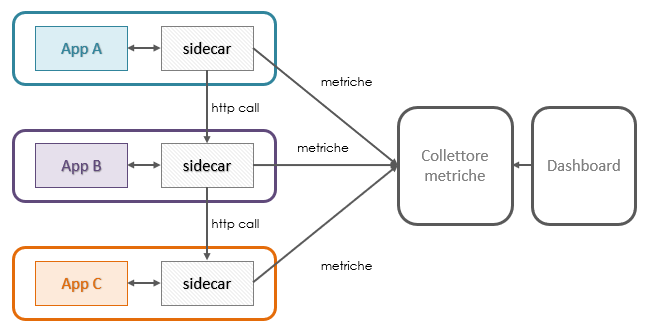 App A
sidecar
metriche
http call
App B
sidecar
metriche
Collettore
metriche
Dashboard
http call
metriche
App C
sidecar